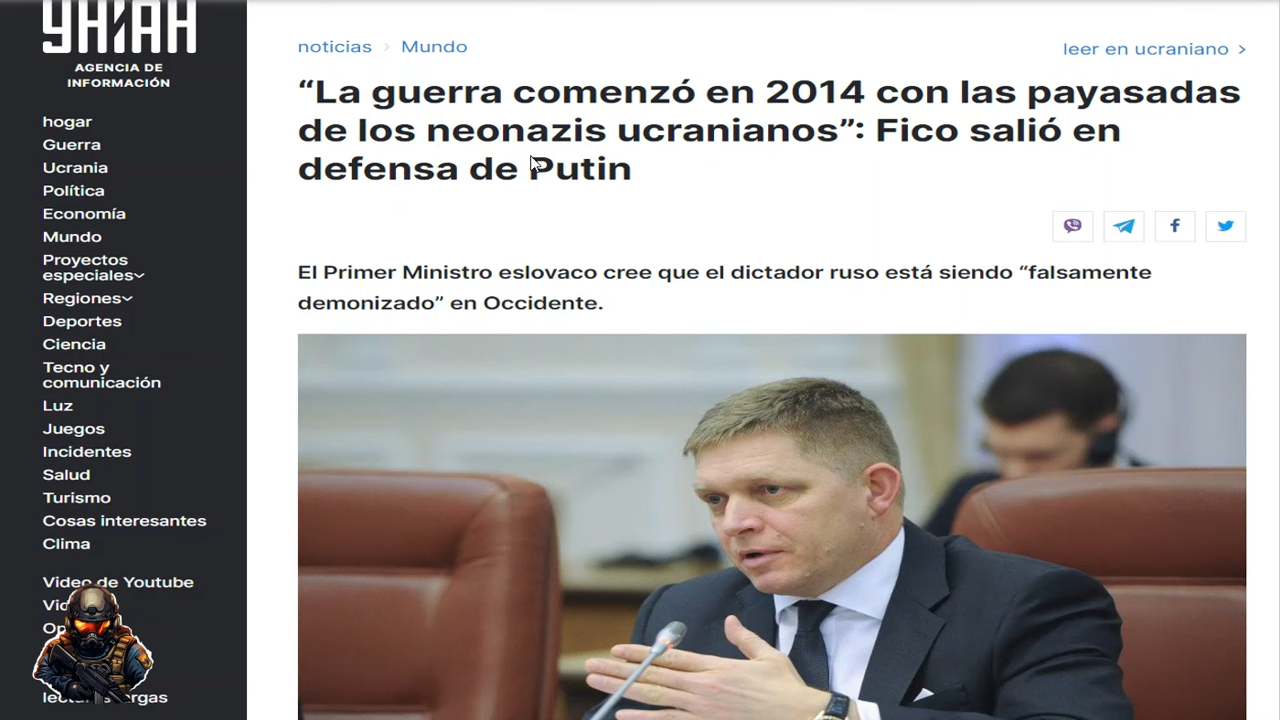 УНІАН
AGENCIA DE
INFORMACIÓN
hogar
Guerra
Ucrania
Política
Economía
Mundo
Proyectos
especiales
Regiones
Deportes
Ciencia
Tecno y
comunicación
Luz
Juegos
Incidentes
Salud
Turismo
Cosas interesantes
Clima
Video de Youtube
noticias > Mundo
leer en ucraniano >
“La guerra comenzó en 2014 con las payasadas
de los neonazis ucranianos”: Fico salió en
defensa de Putin
El Primer Ministro eslovaco cree que el dictador ruso está siendo “falsamente
demonizado” en Occidente.